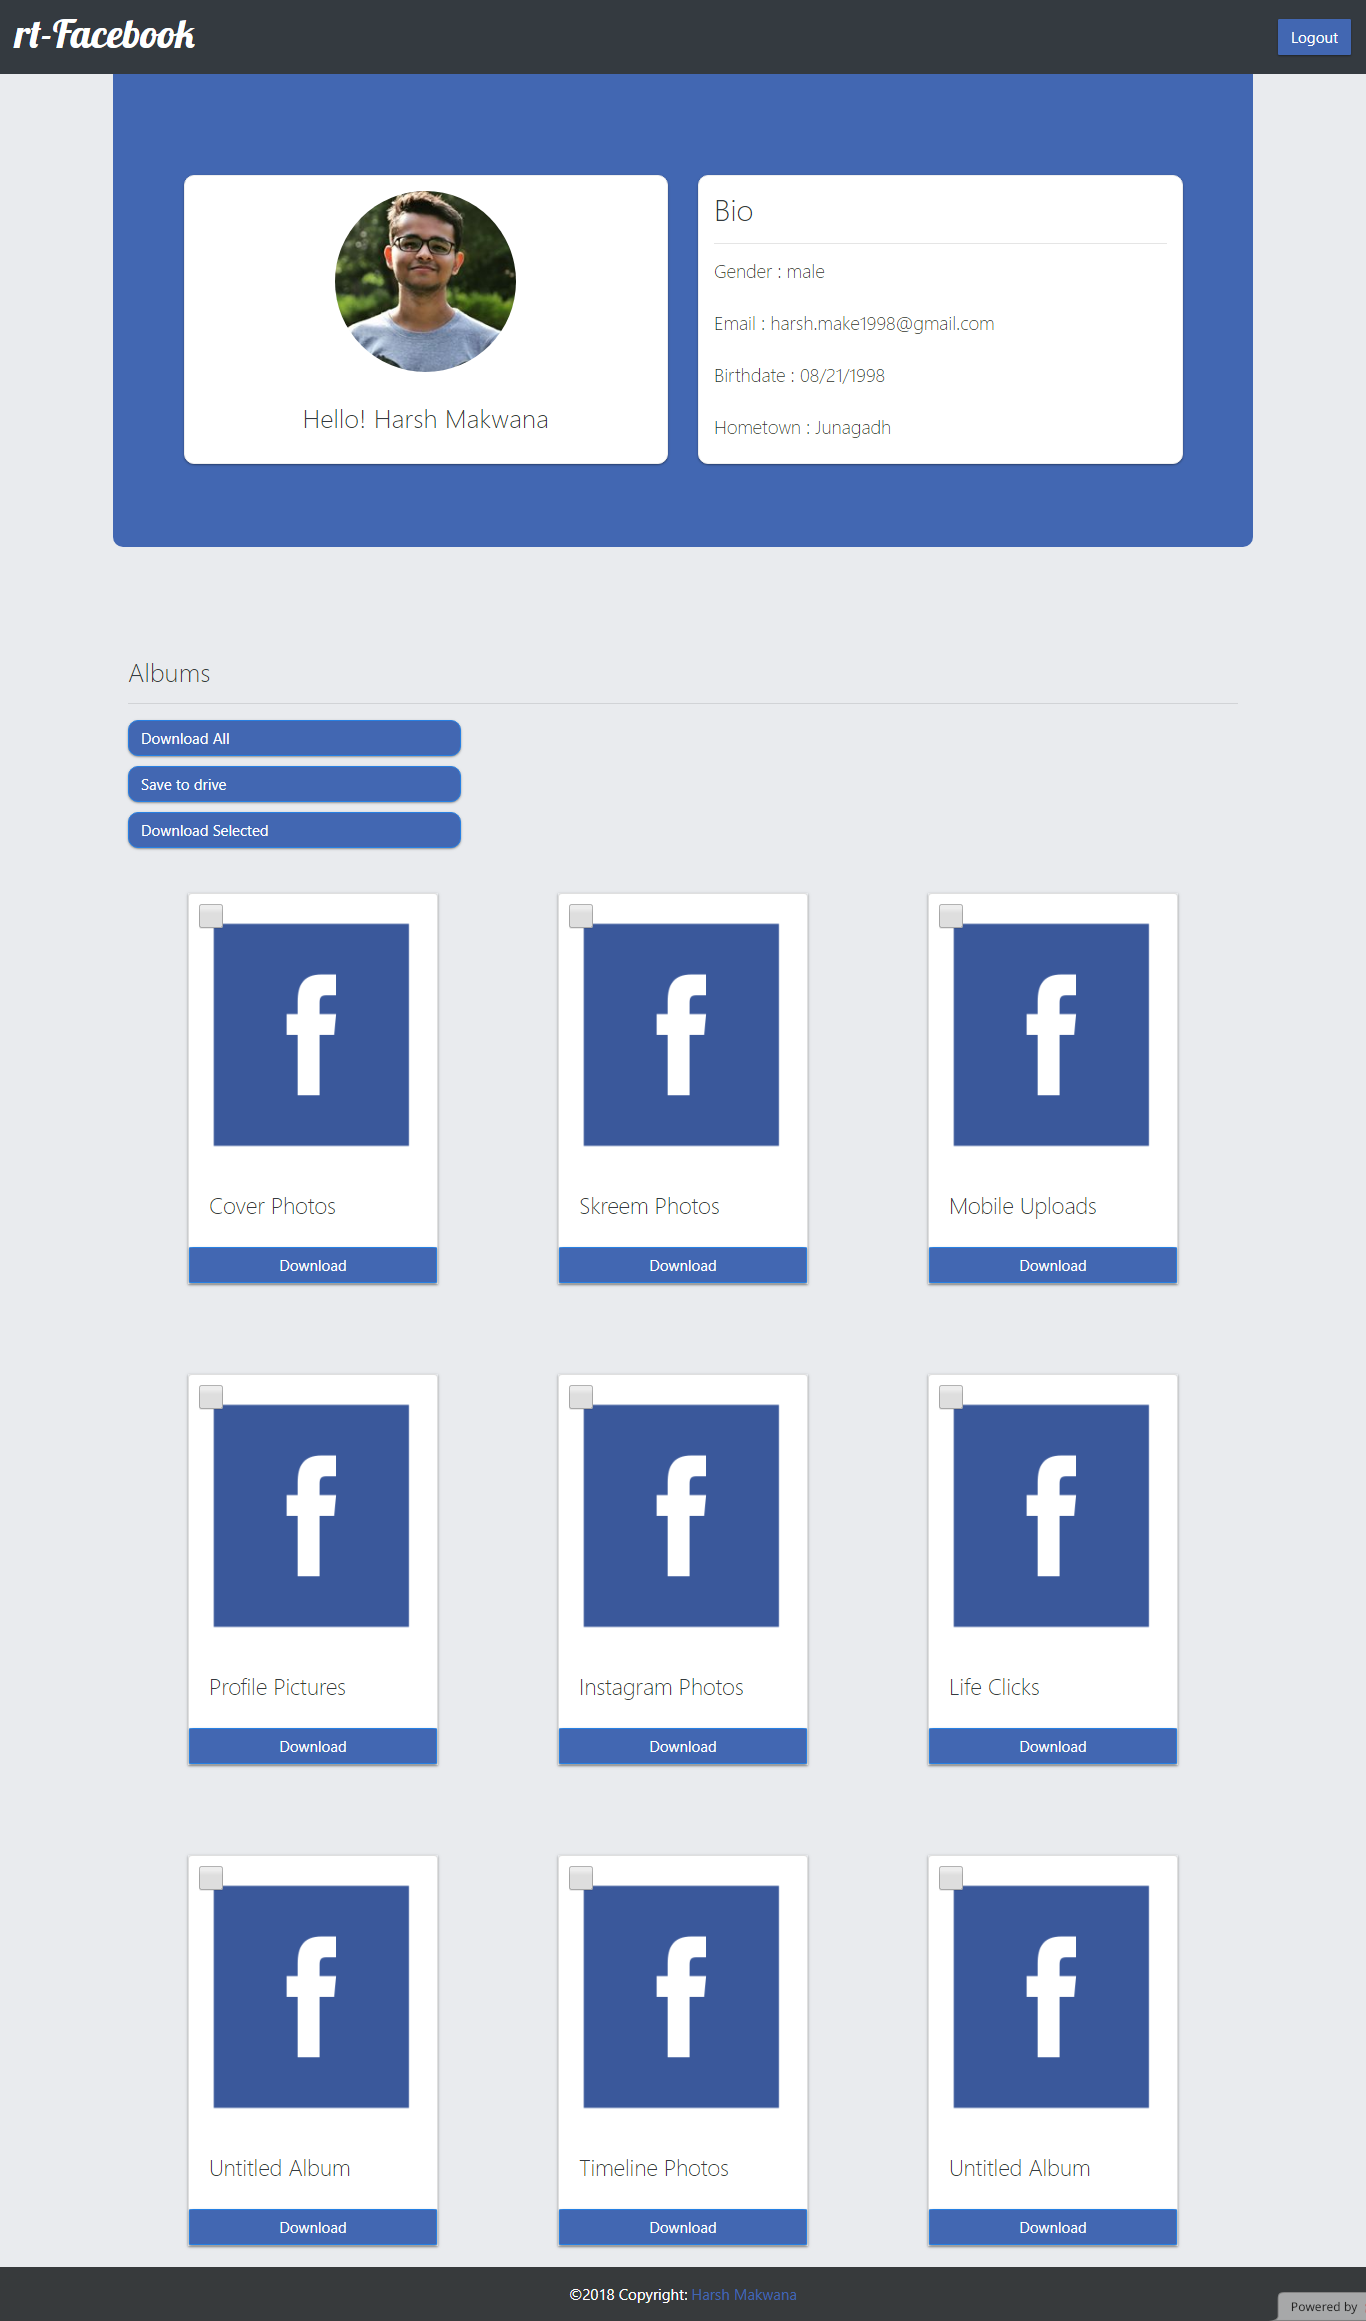 rt-Facebook
Logout
Hello! Harsh Makwana
Bio
Gender : male
Email : harsh.make1998@gmail.com
Birthdate : 08/21/1998
Hometown : Junagadh
Albums
Download All
Save to drive
Download Selected
f f f
Cover Photos Skreem Photos Mobile Uploads
Download Download Download
f f f
Profile Pictures Instagram Photos Life Clicks
Download Download Download
f f f
Untitled Album Timeline Photos Untitled Album
Download Download Download
©2018 Copyright: Harsh Makwana
Powered by